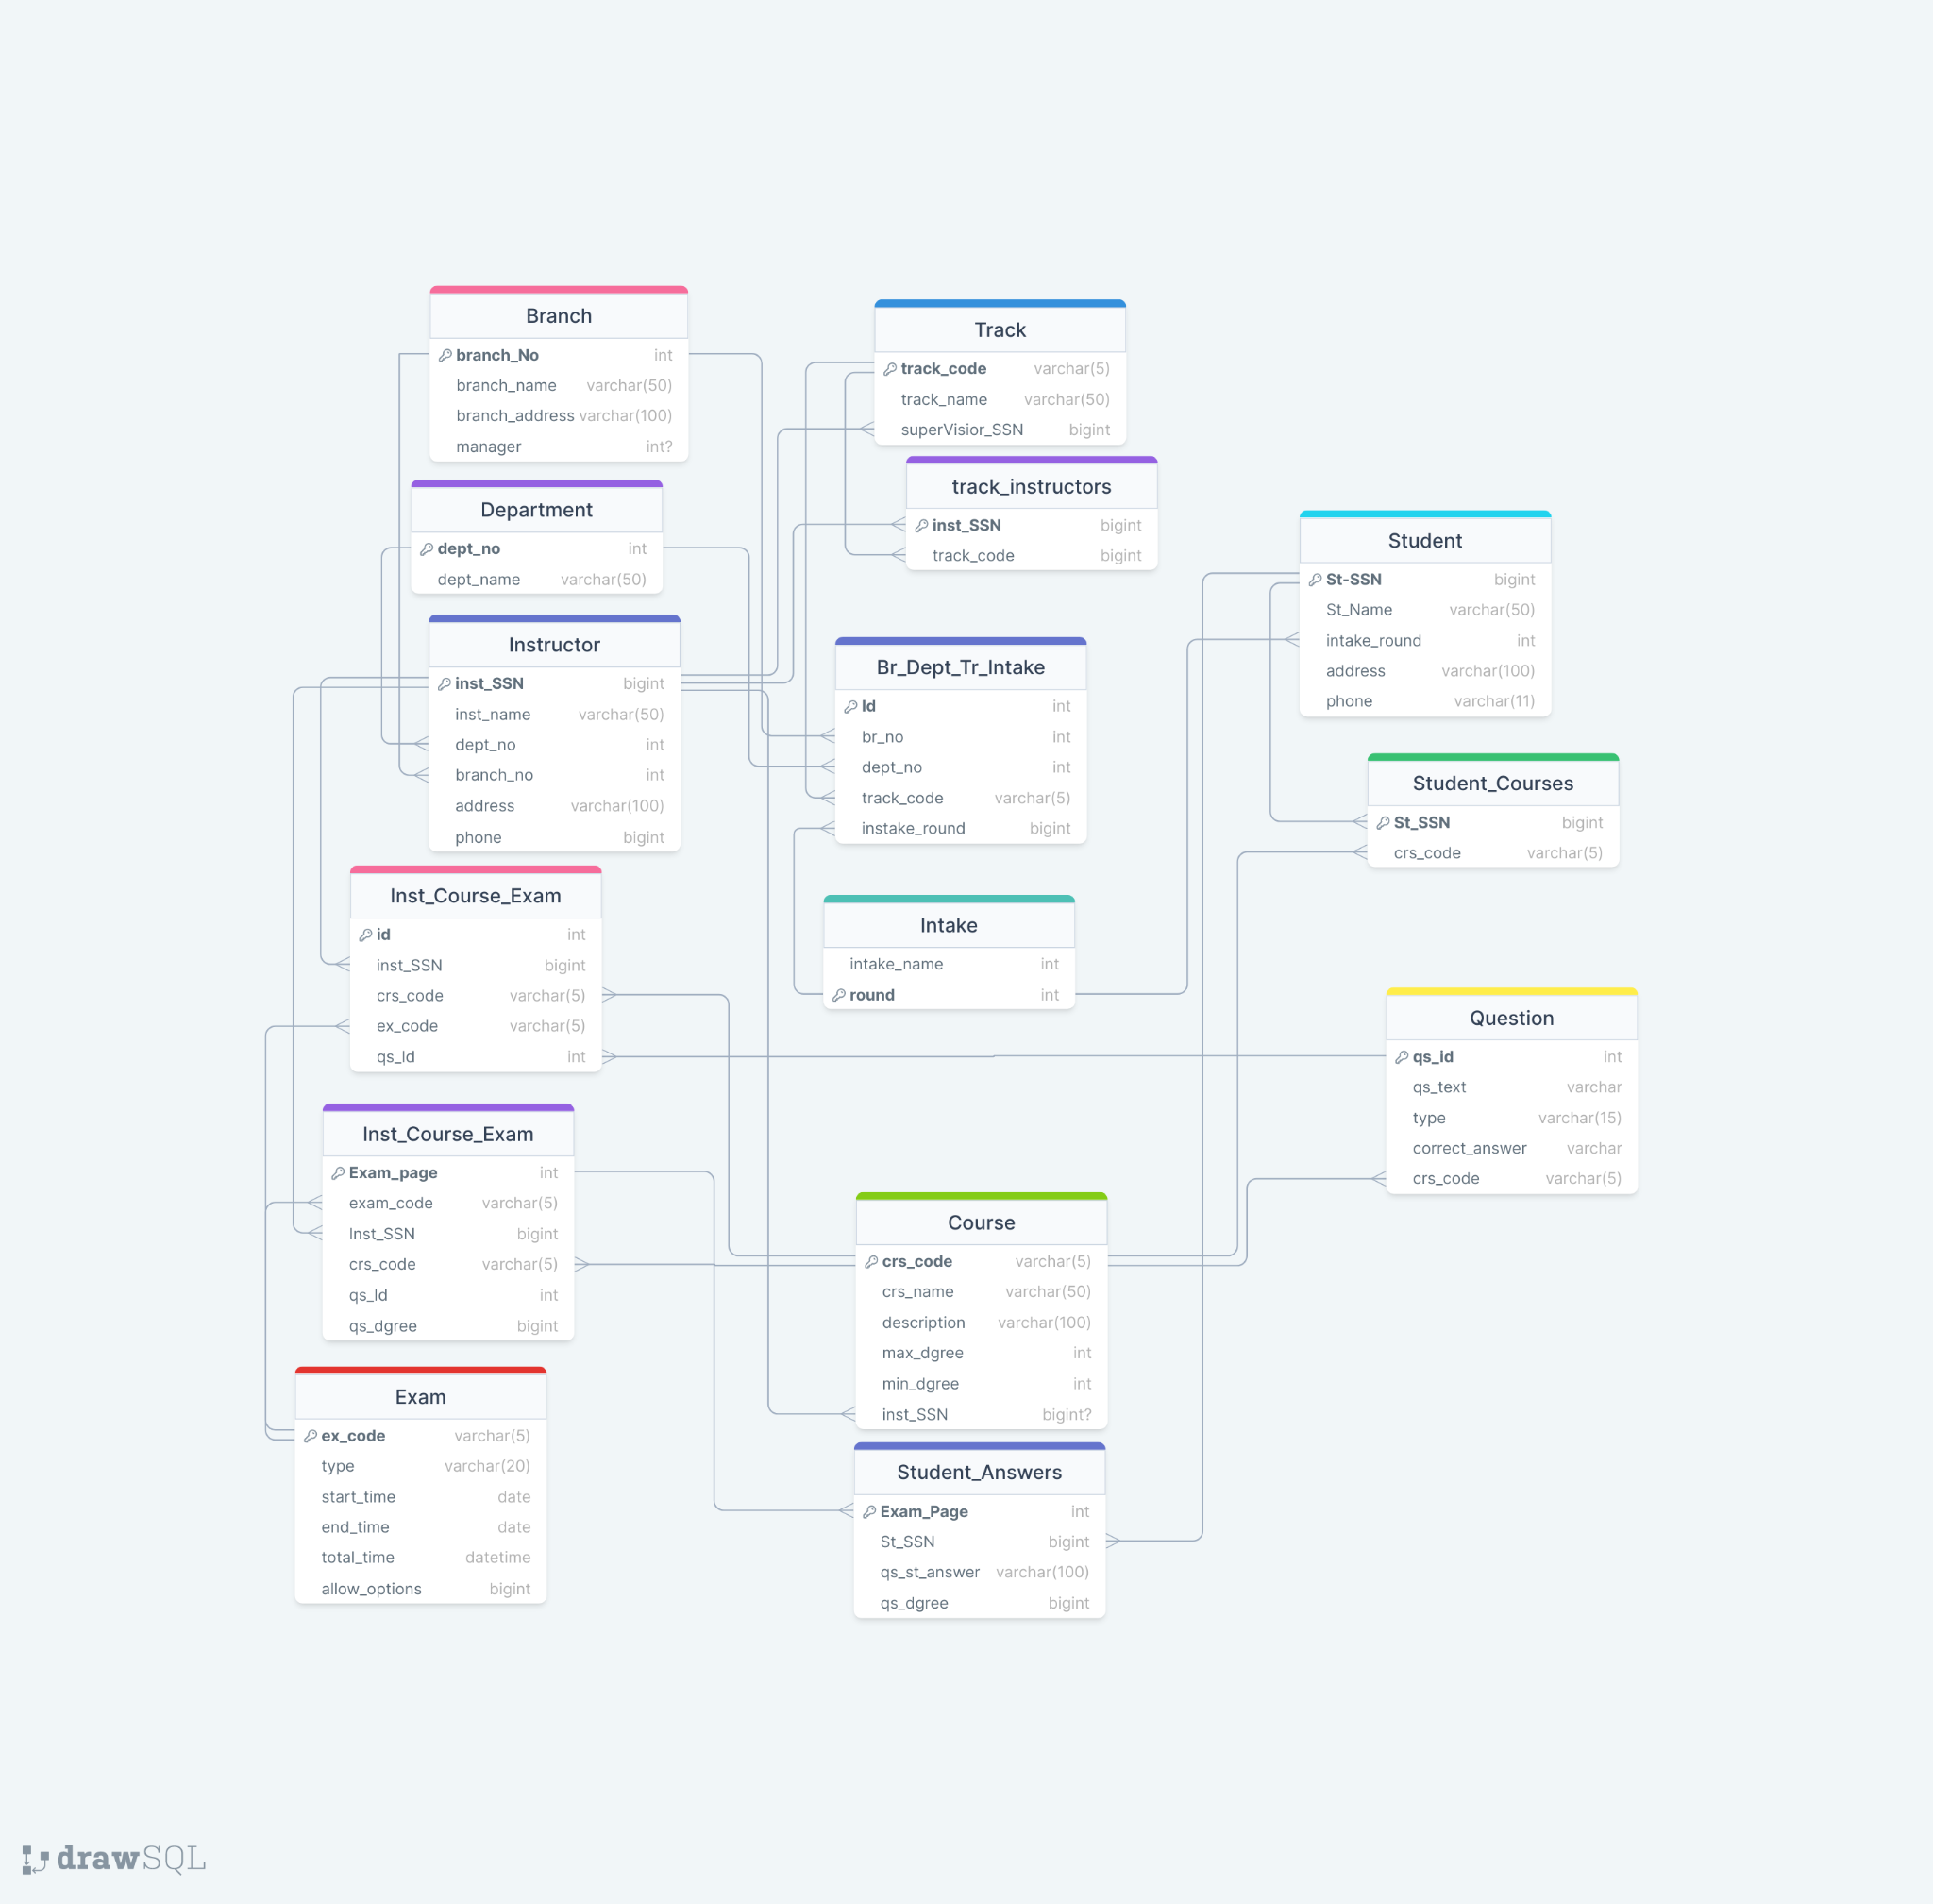 Branch
branch_No int
branch_name varchar(50)
branch_address varchar(100)
manager int?
Department
dept_no int
dept_name varchar(50)
Instructor
inst_SSN bigint
inst_name varchar(50)
dept_no int
branch_no int
address varchar(100)
phone bigint
Inst_Course_Exam
id int
inst_SSN bigint
crs_code varchar(5)
ex_code varchar(5)
qs_Id int
Inst_Course_Exam
Exam_page int
exam_code varchar(5)
Inst_SSN bigint
crs_code varchar(5)
qs_Id int
qs_dgree bigint
Exam
ex_code varchar(5)
type varchar(20)
start_time date
end_time date
total_time datetime
allow_options bigint
Track
track_code varchar(5)
track_name varchar(50)
superVisior_SSN bigint
track_instructors
inst_SSN bigint
track_code bigint
Br_Dept_Tr_Intake
Id int
br_no int
dept_no int
track_code varchar(5)
instake_round bigint
Intake
intake_name int
round int
Course
crs_code varchar(5)
crs_name varchar(50)
description varchar(100)
max_dgree int
min_dgree int
inst_SSN bigint?
Student_Answers
Exam_Page int
St_SSN bigint
qs_st_answer varchar(100)
qs_dgree bigint
Student
St-SSN bigint
St_Name varchar(50)
intake_round int
address varchar(100)
phone varchar(11)
Student_Courses
St_SSN bigint
crs_code varchar(5)
Question
qs_id int
qs_text varchar
type varchar(15)
correct_answer varchar
crs_code varchar(5)
drawSQL